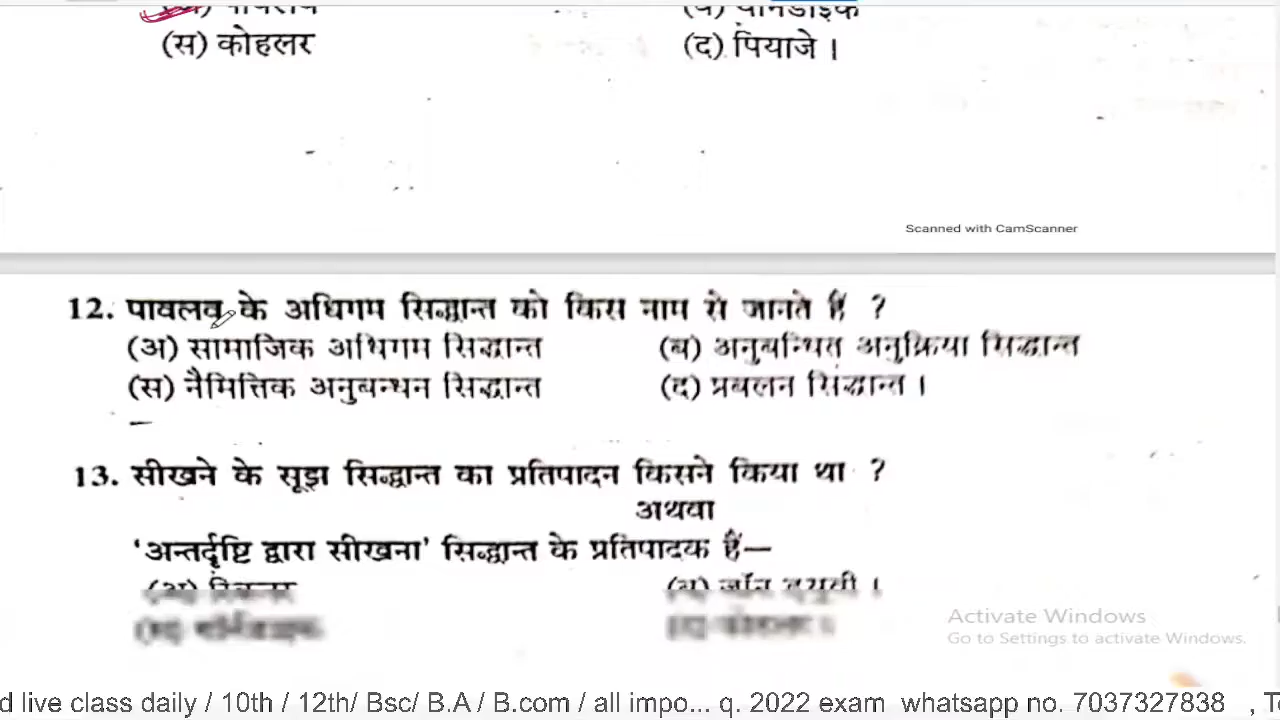 (स) कोहलर (द) पियाजे ।
Scanned with CamScanner
12. पावलव के अधिगम सिद्धान्त को किस नाम से जानते हैं ?
(अ) सामाजिक अधिगम सिद्धान्त (ब) अनुबन्धित अनुक्रिया सिद्धान्त
(स) नैमित्तिक अनुबन्धन सिद्धान्त (द) प्रबलन सिद्धान्त ।
13. सीखने के सूझ सिद्धान्त का प्रतिपादन किसने किया था ?
अथवा
‘अन्तर्दृष्टि द्वारा सीखना’ सिद्धान्त के प्रतिपादक हैं—
Activate Windows
Go to Settings to activate Windows.
d live class daily / 10th / 12th/ Bsc/ B.A / B.com / all impo... q. 2022 exam whatsapp no. 7037327838 , T